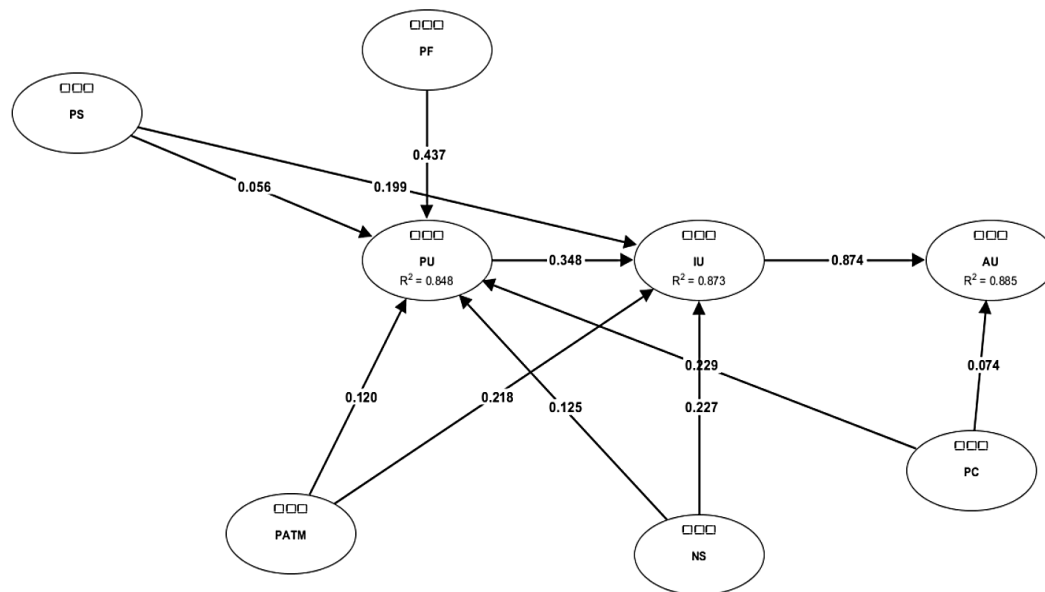 PF
PS
0.437
0.056
0.199
PU
R² = 0.848
0.348
IU
R² = 0.873
0.874
AU
R² = 0.885
0.229
0.074
0.120
0.218
0.125
0.227
PC
PATM
NS